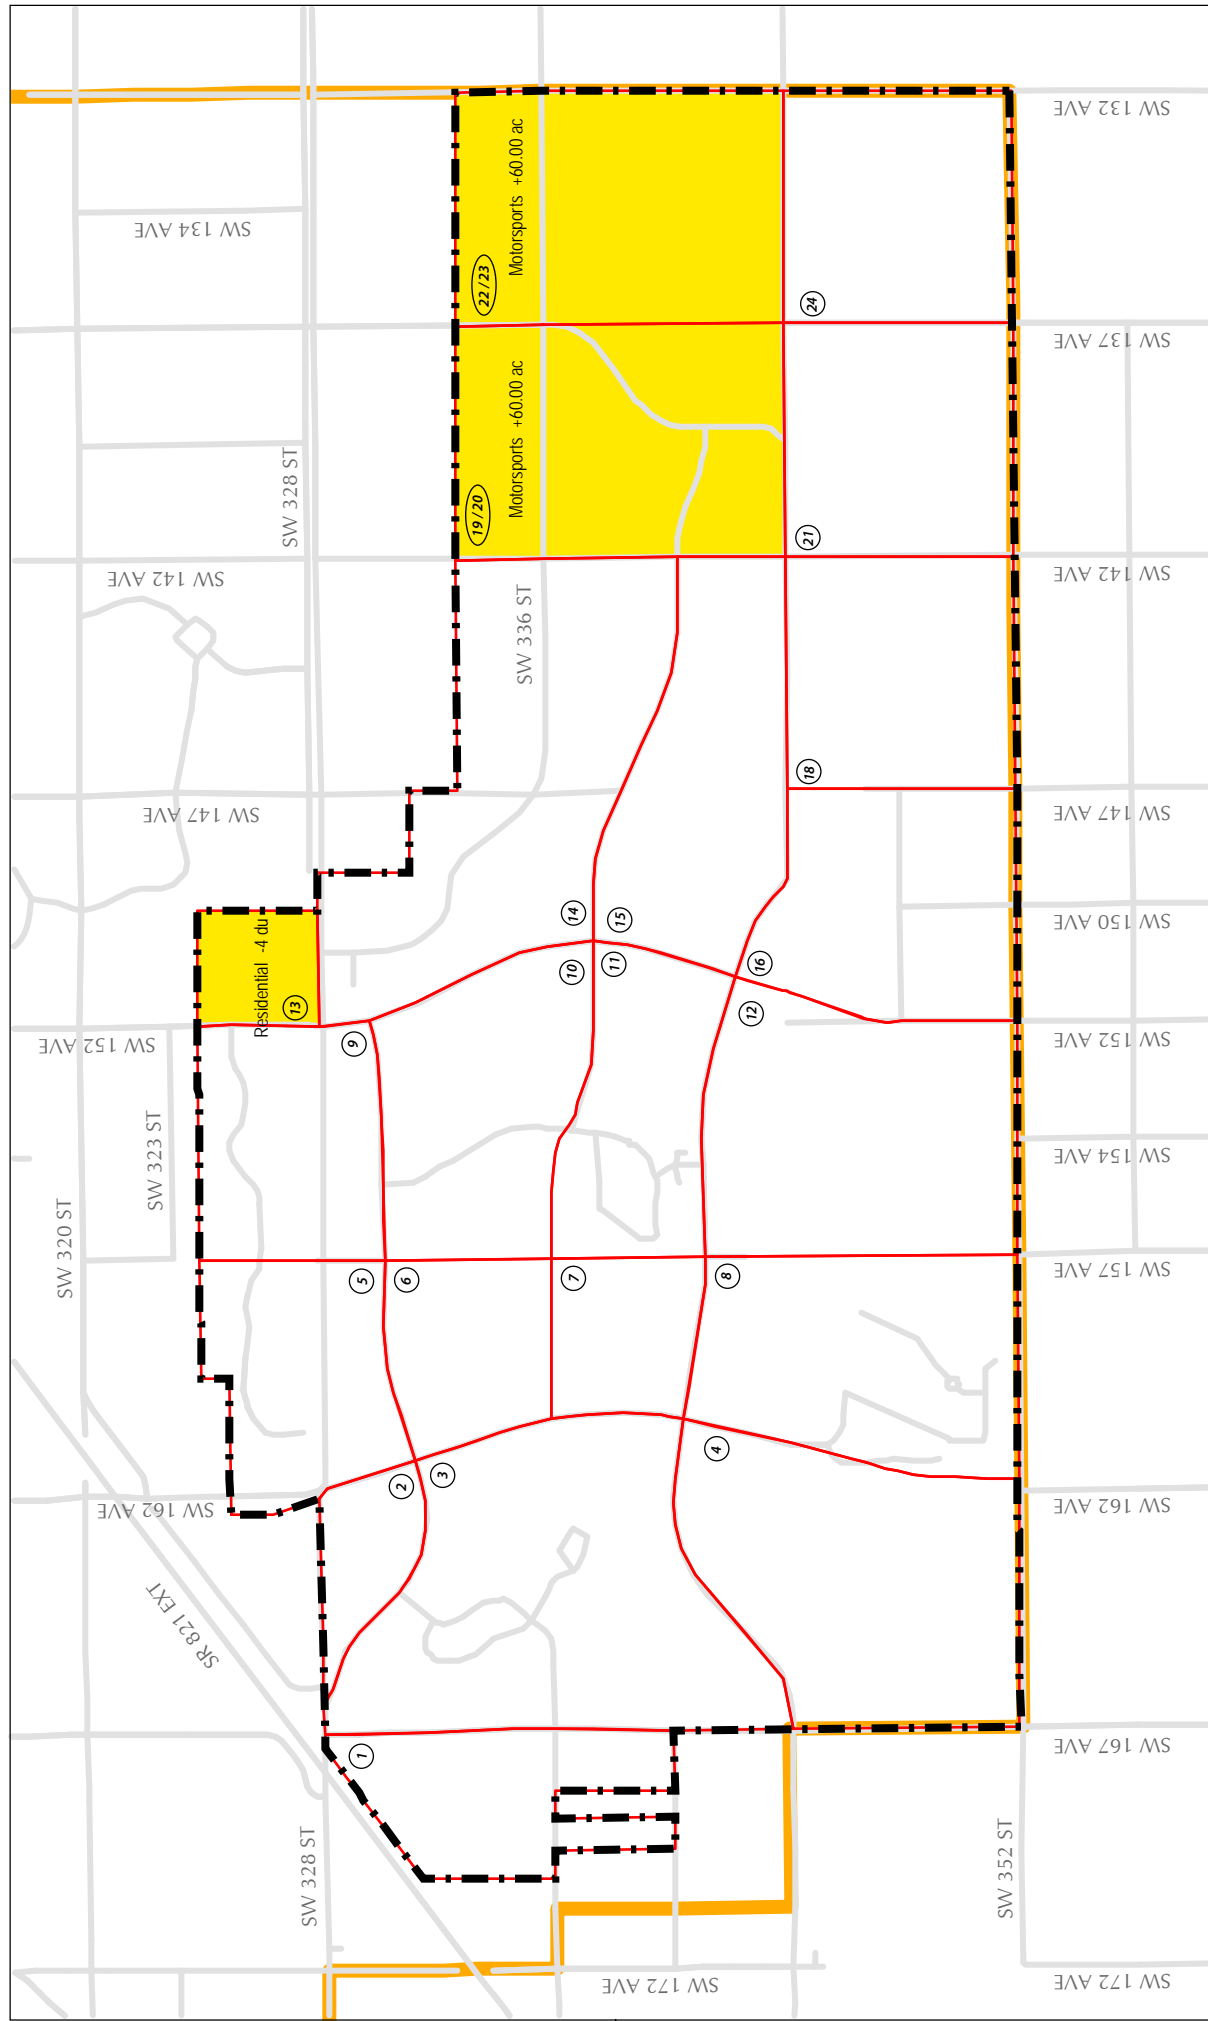 SW 132 AVE
SW 134 AVE
Motorsports +60.00 ac
22/23
24
SW 137 AVE
Motorsports +60.00 ac
19/20
SW 328 ST
21
SW 142 AVE
SW 142 AVE
SW 336 ST
18
SW 147 AVE
SW 147 AVE
14
15
SW 150 AVE
Residential -4 du
13
10
11
16
12
9
SW 152 AVE
SW 152 AVE
SW 323 ST
SW 154 AVE
SW 320 ST
5
6
7
8
SW 157 AVE
2
3
4
SW 162 AVE
SW 162 AVE
SR 821 EXT
1
SW 167 AVE
SW 328 ST
SW 352 ST
SW 172 AVE
SW 172 AVE